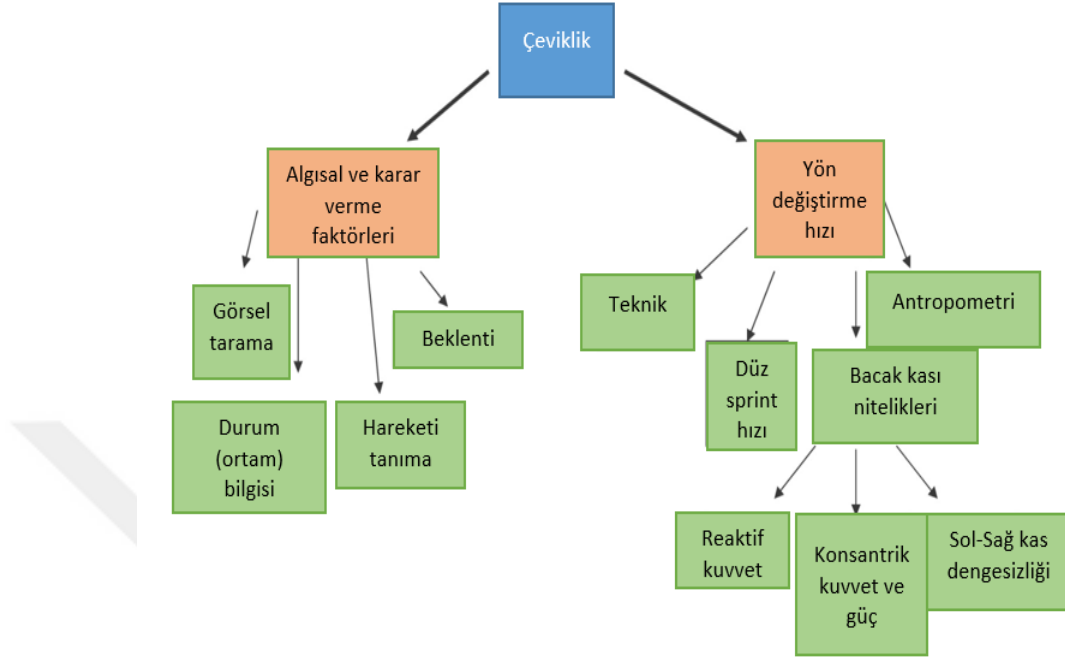 Çeviklik
Algısal ve karar
verme
faktörleri
Yön
değiştirme
hızı
Görsel
tarama
Beklenti
Durum
(ortam)
bilgisi
Hareketi
tanıma
Teknik
Düz
sprint
hızı
Antropometri
Bacak kası
nitelikleri
Reaktif
kuvvet
Konsantrik
kuvvet ve
güç
Sol-Sağ kas
dengesizliği